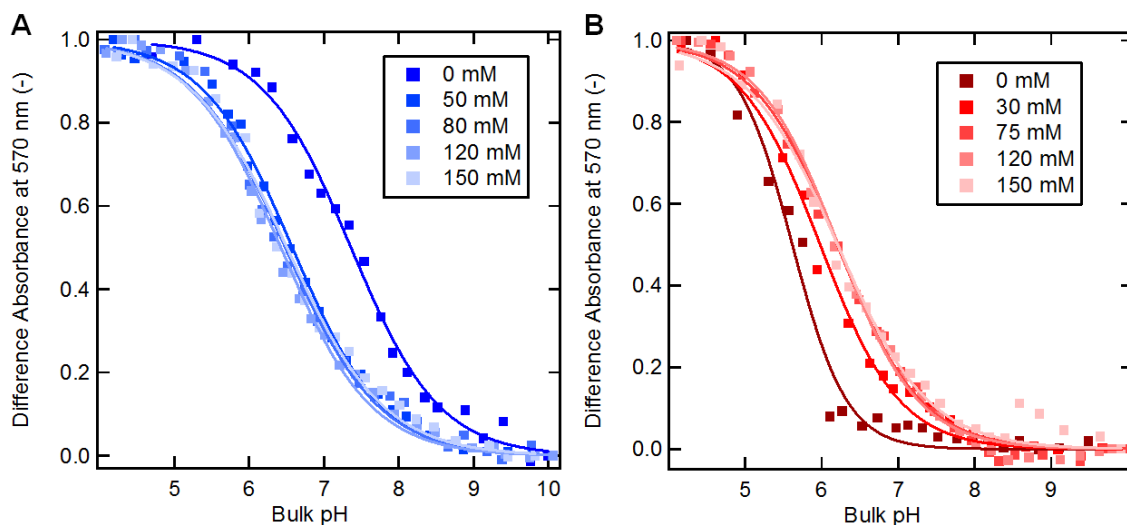 A
Difference Absorbance at 570 nm (-)
1.0
0.8
0.6
0.4
0.2
0.0
0 mM
50 mM
80 mM
120 mM
150 mM
5 6 7 8 9 10
Bulk pH
B
Difference Absorbance at 570 nm (-)
1.0
0.8
0.6
0.4
0.2
0.0
0 mM
30 mM
75 mM
120 mM
150 mM
5 6 7 8 9
Bulk pH